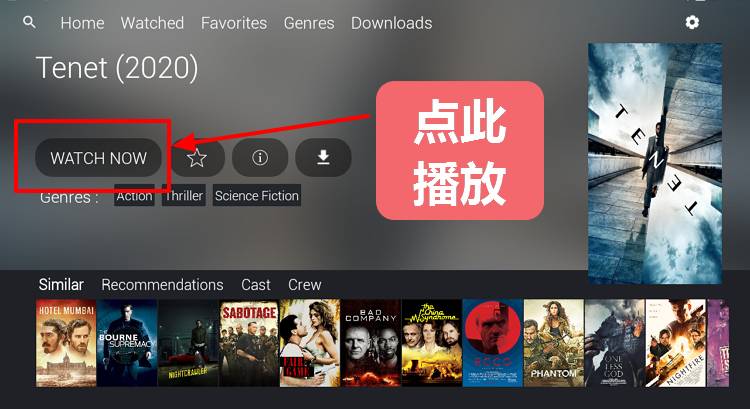 Home Watched Favorites Genres Downloads
Tenet (2020)
点此
播放
WATCH NOW
Genres : Action Thriller Science Fiction
TENET
Similar Recommendations Cast Crew
HOTEL MUMBAI
THE BOURNE SUPREMACY
NIGHTCRAWLER
SABOTAGE
FAIR GAME
BAD COMPANY
The China Syndrome
PHANTOM
ONE LESS GOD
NIGHTFIRE